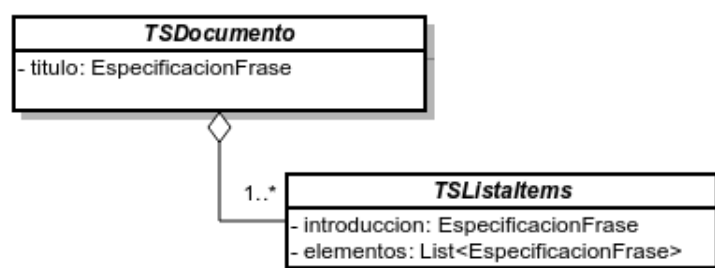 TSDocumento
- titulo: EspecificacionFrase
1..*
TSListaItems
- introduccion: EspecificacionFrase
- elementos: List<EspecificacionFrase>